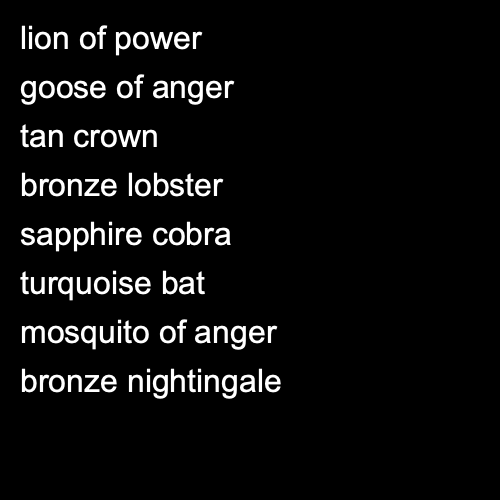 lion of power
goose of anger
tan crown
bronze lobster
sapphire cobra
turquoise bat
mosquito of anger
bronze nightingale